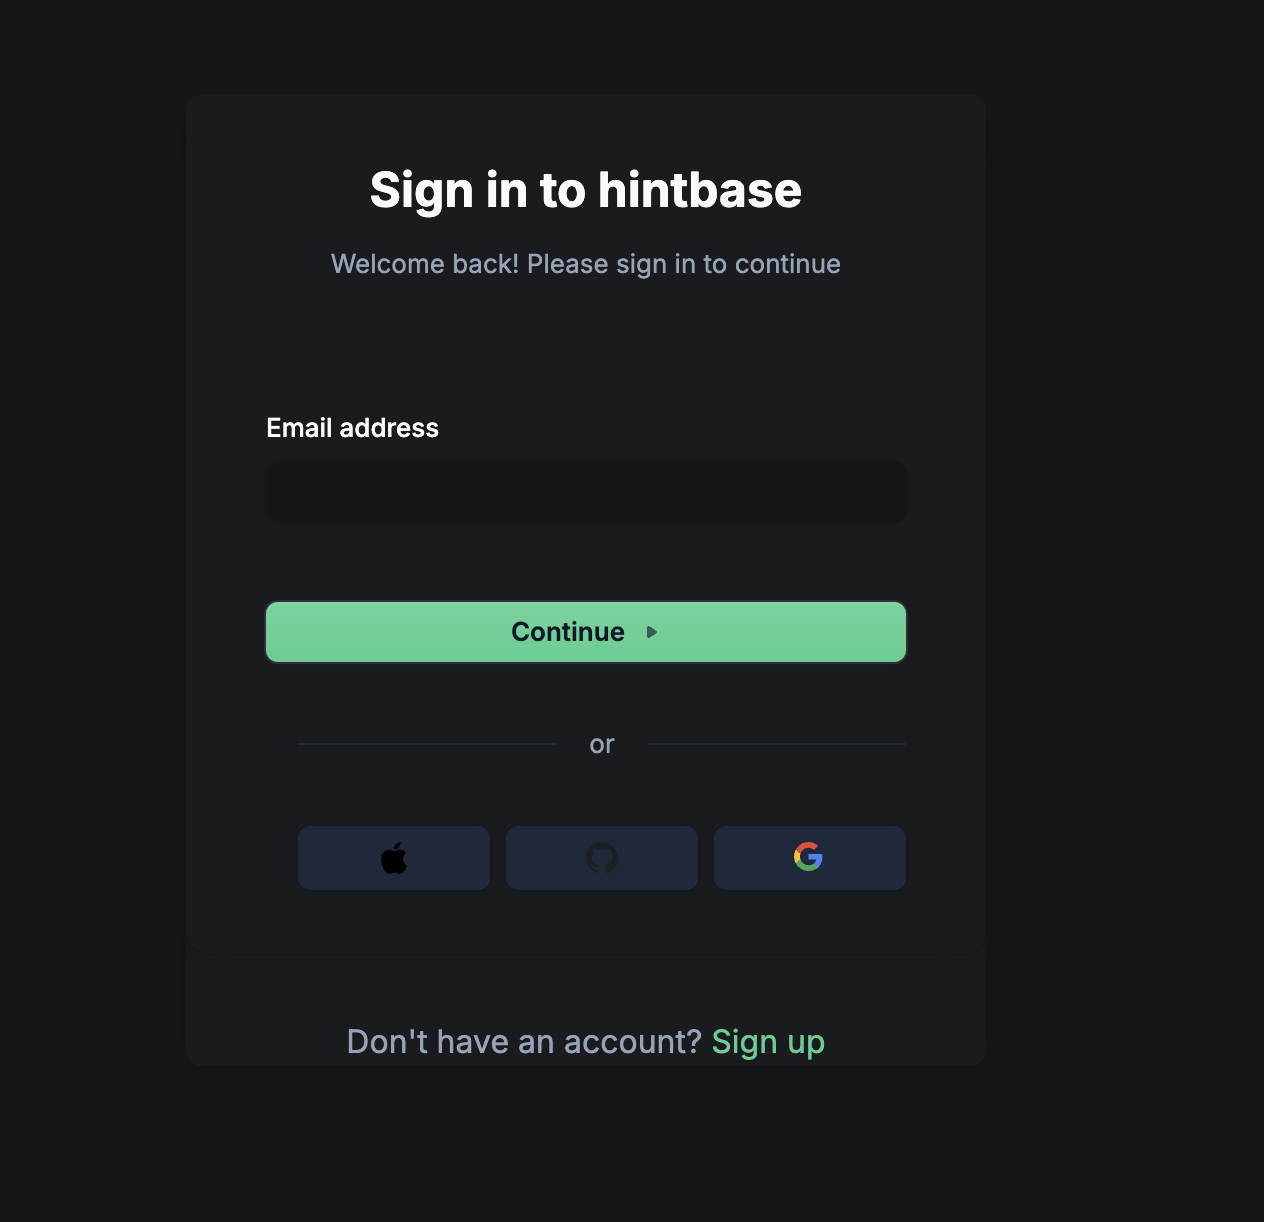 Sign in to hintbase
Welcome back! Please sign in to continue
Email address
Continue
or
Don't have an account? Sign up